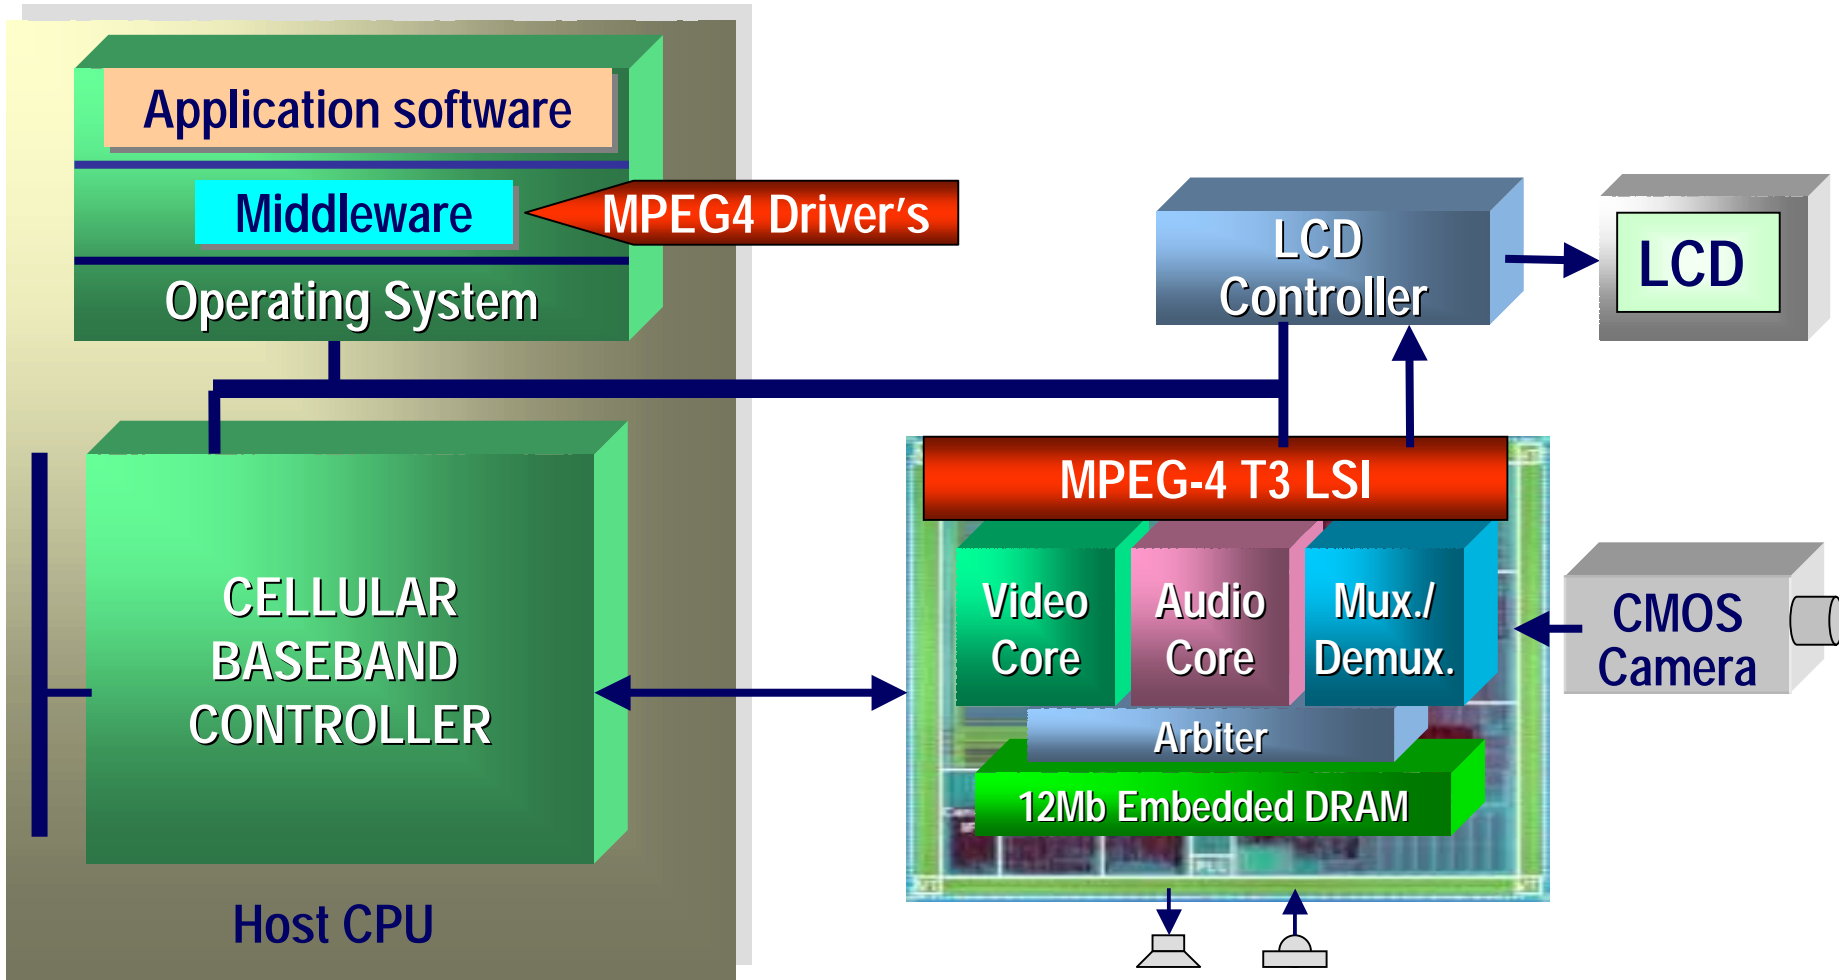 Application software
Middleware
MPEG4 Driver's
Operating System
LCD
Controller
LCD
MPEG-4 T3 LSI
Video
Core
Audio
Core
Mux./
Demux.
CMOS
Camera
CELLULAR
BASEBAND
CONTROLLER
Arbiter
12Mb Embedded DRAM
PLL
Host CPU